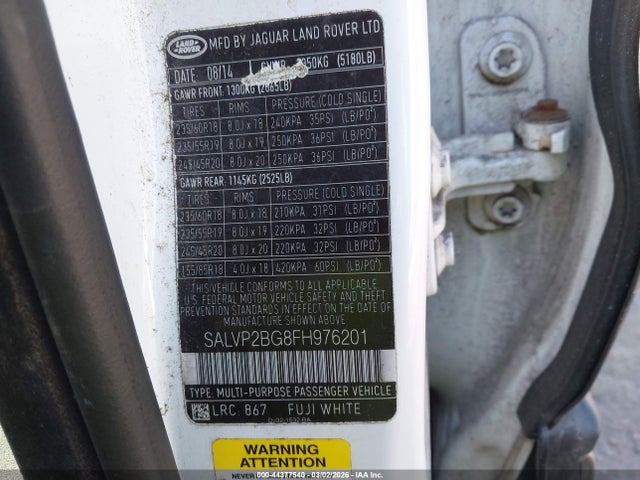 LAND ROVER
MFD BY JAGUAR LAND ROVER LTD
DATE: 08/14 GVWR 2350KG (5180LB)
GAWR FRONT 1300KG (2865LB)
TIRES RIMS PRESSURE (COLD SINGLE)
235/60R18 8.0J x 18 240KPA 35PSI (LB/PO²)
235/55R19 8.0J x 19 250KPA 36PSI (LB/PO²)
245/45R20 8.0J x 20 250KPA 36PSI (LB/PO²)
GAWR REAR 1145KG (2525LB)
TIRES RIMS PRESSURE (COLD SINGLE)
235/60R18 8.0J x 18 210KPA 31PSI (LB/PO²)
235/55R19 8.0J x 19 220KPA 32PSI (LB/PO²)
245/45R20 8.0J x 20 220KPA 32PSI (LB/PO²)
155/85R18 4.0J x 18 420KPA 60PSI (LB/PO²)
THIS VEHICLE CONFORMS TO ALL APPLICABLE
U.S. FEDERAL MOTOR VEHICLE SAFETY AND THEFT
PREVENTION STANDARDS IN EFFECT ON THE DATE
OF MANUFACTURE SHOWN ABOVE.
SALVP2BG8FH976201
TYPE: MULTI-PURPOSE PASSENGER VEHICLE
LRC: 867 FUJI WHITE
WARNING
ATTENTION
000-44377540 - 03/02/2026 - IAAI.COM